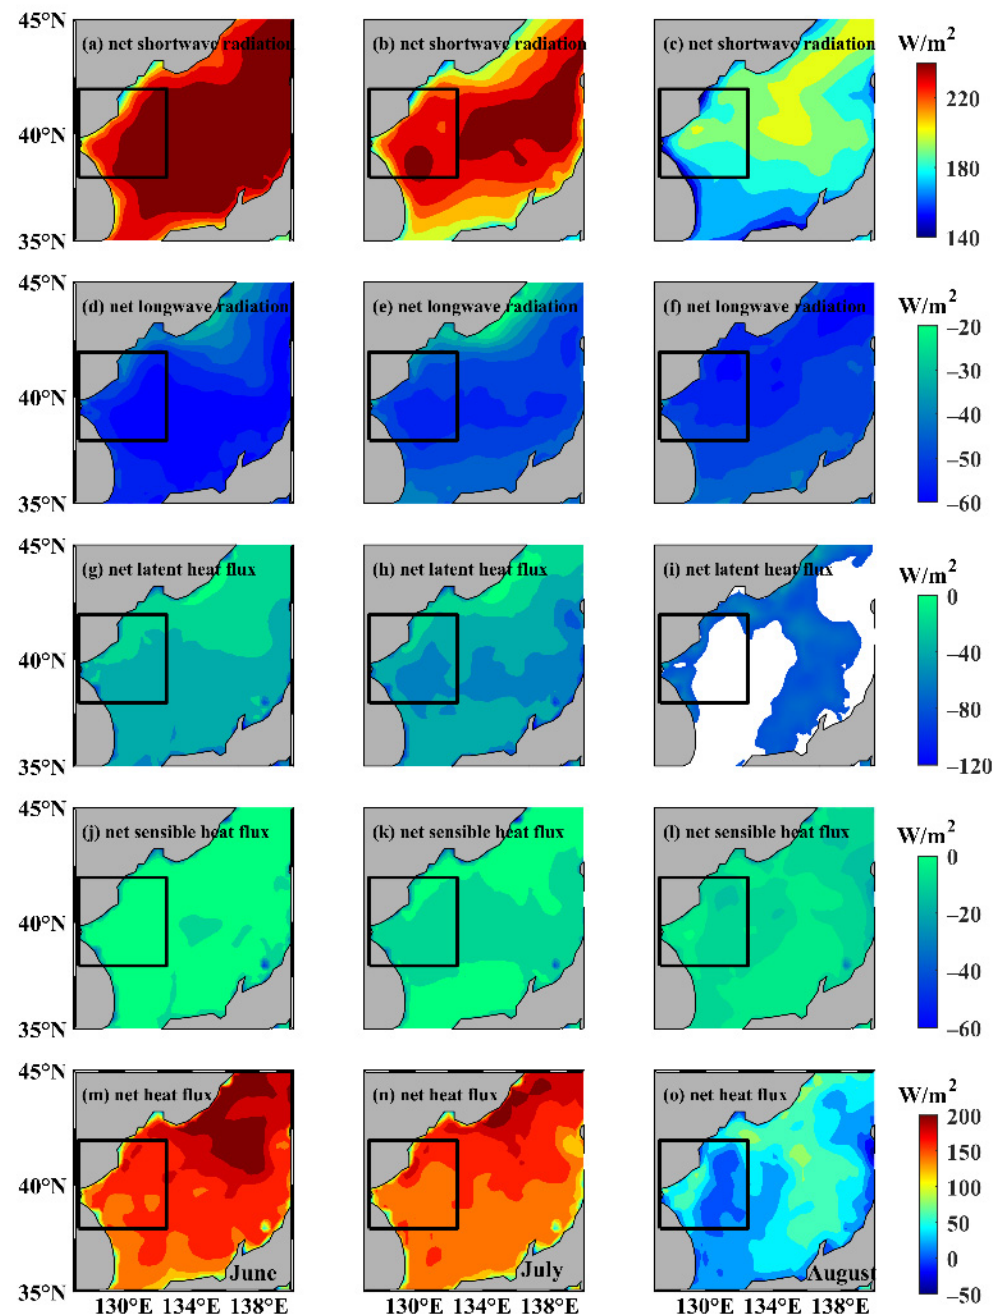 45°N
(a) net shortwave radiation
(b) net shortwave radiation
(c) net shortwave radiation
W/m²
220
40°N
180
35°N
140
45°N
(d) net longwave radiation
(e) net longwave radiation
(f) net longwave radiation
W/m²
−20
−30
40°N
−40
−50
35°N
−60
45°N
(g) net latent heat flux
(h) net latent heat flux
(i) net latent heat flux
W/m²
0
40°N
−40
−80
35°N
−120
45°N
(j) net sensible heat flux
(k) net sensible heat flux
(l) net sensible heat flux
W/m²
0
40°N
−20
−40
35°N
−60
45°N
(m) net heat flux
(n) net heat flux
(o) net heat flux
W/m²
200
150
40°N
100
50
0
June
July
August
35°N
−50
130°E 134°E 138°E
130°E 134°E 138°E
130°E 134°E 138°E